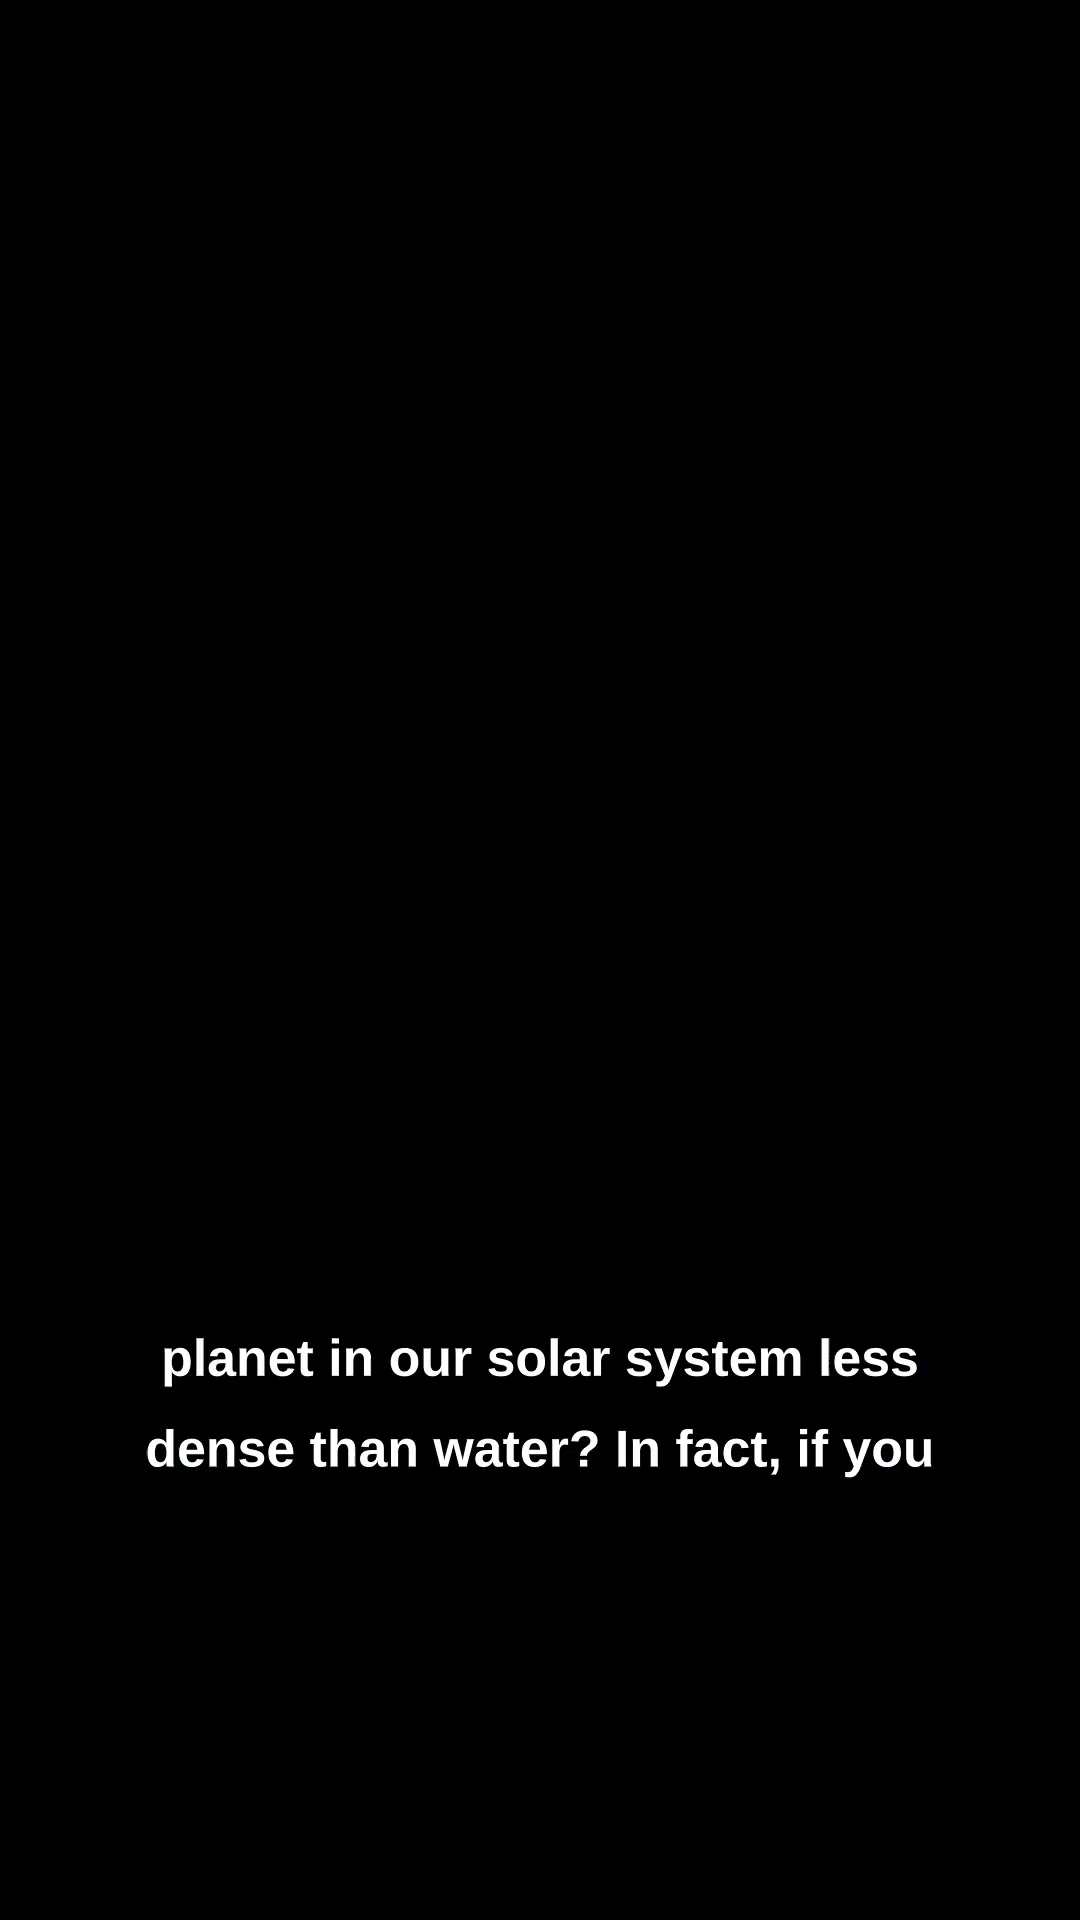 planet in our solar system less
dense than water? In fact, if you